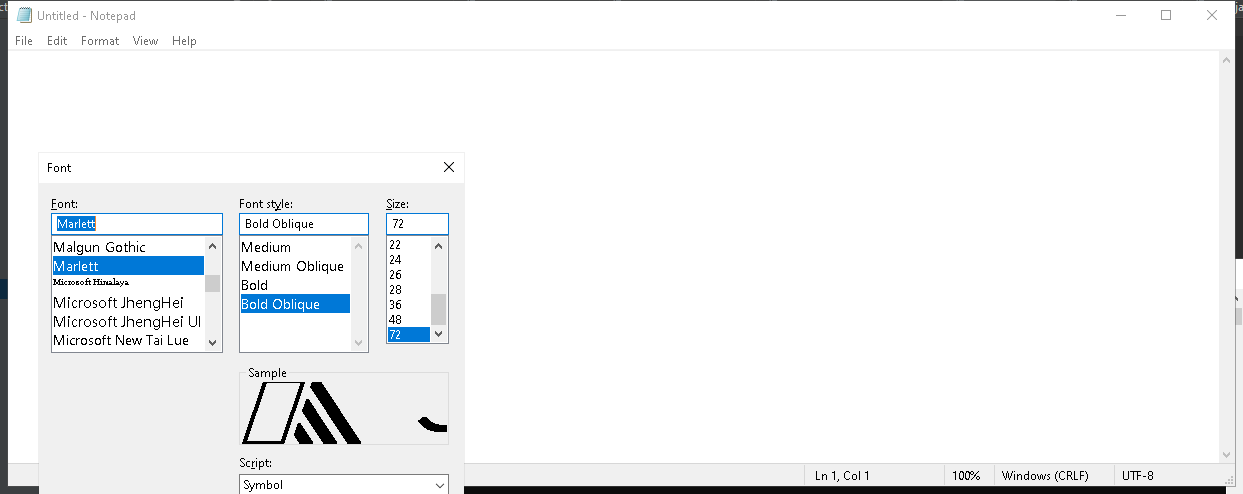 Untitled - Notepad
File Edit Format View Help
Font
Font: Font style: Size:
Marlett Bold Oblique 72
Malgun Gothic
Marlett
Microsoft Himalaya
Microsoft JhengHei
Microsoft JhengHei UI
Microsoft New Tai Lue
Medium
Medium Oblique
Bold
Bold Oblique
22
24
26
28
36
48
72
Sample
Script:
Symbol
Ln 1, Col 1 100% Windows (CRLF) UTF-8